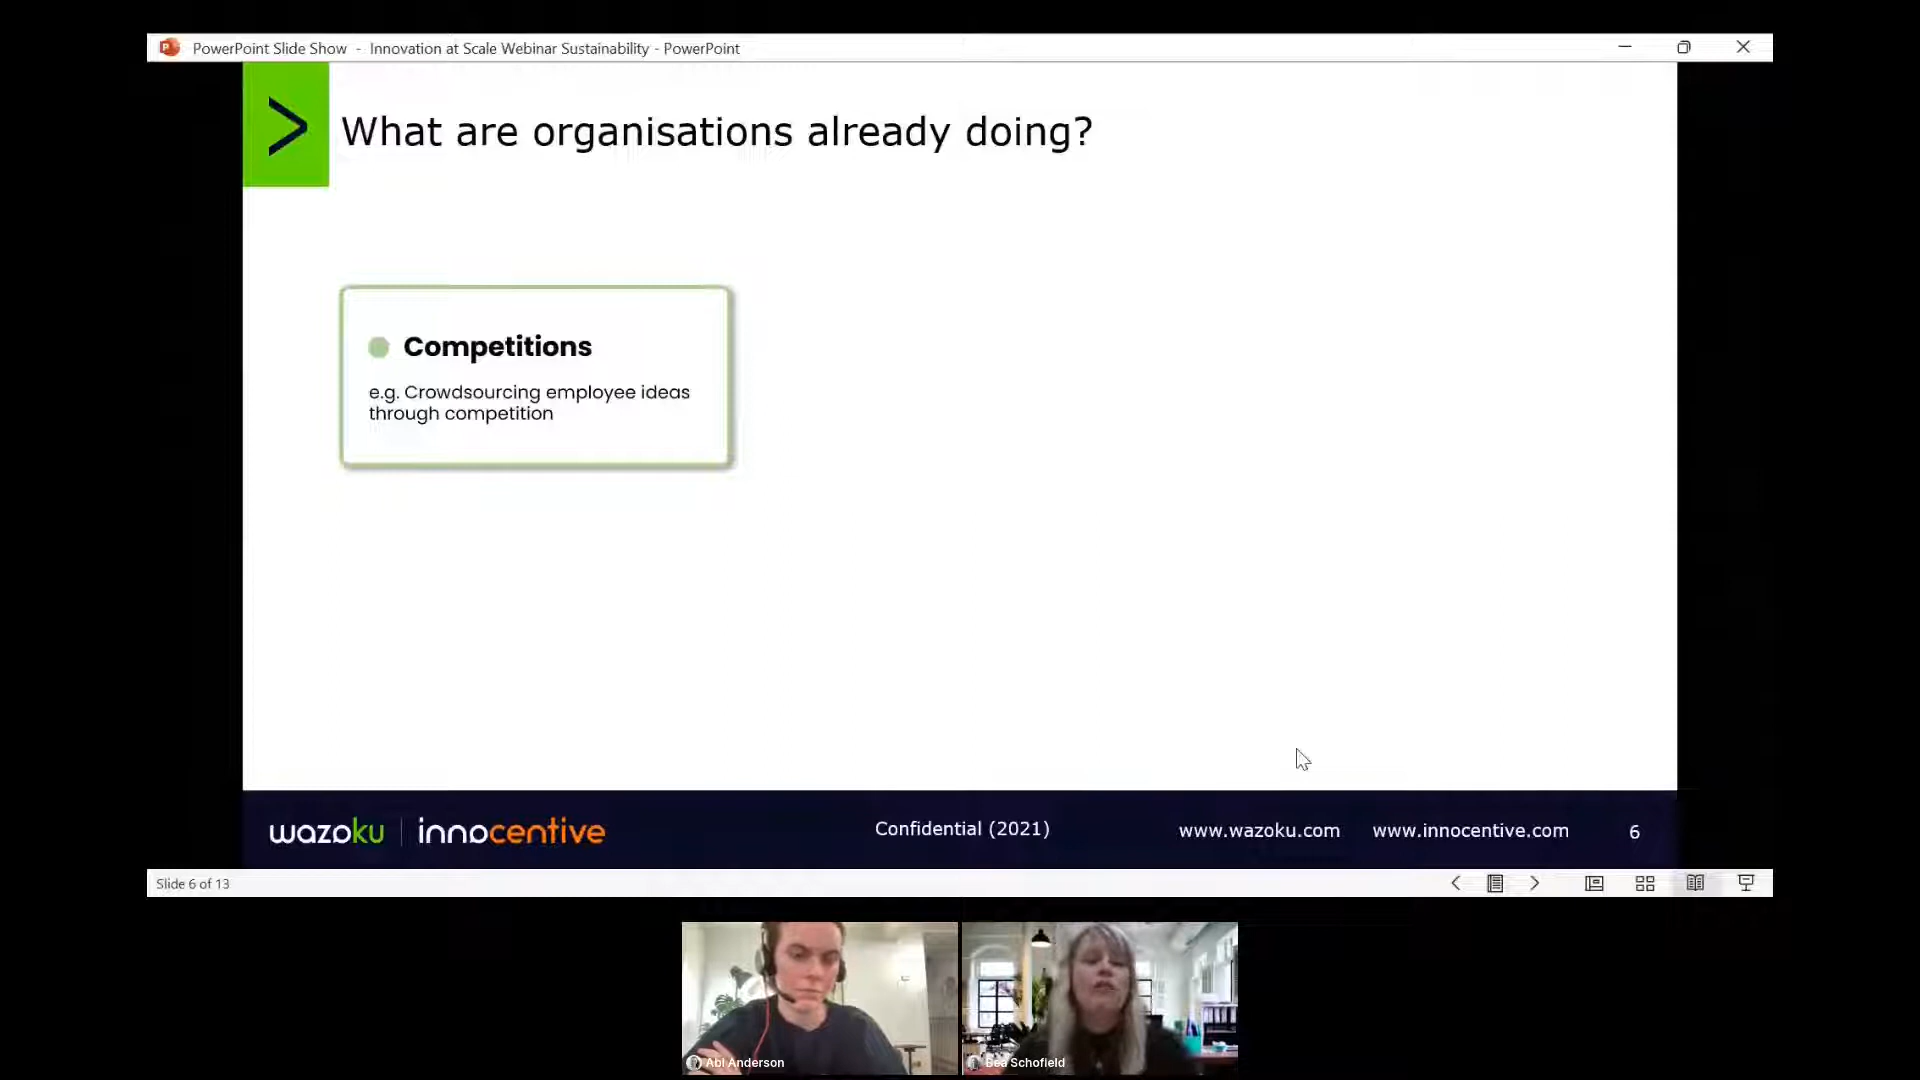 PowerPoint Slide Show - Innovation at Scale Webinar Sustainability - PowerPoint
What are organisations already doing?
Competitions
e.g. Crowdsourcing employee ideas
through competition
wazoku | innocentive
Confidential (2021)
www.wazoku.com
www.innocentive.com
6
Slide 6 of 13
Abi Anderson
Bea Schofield